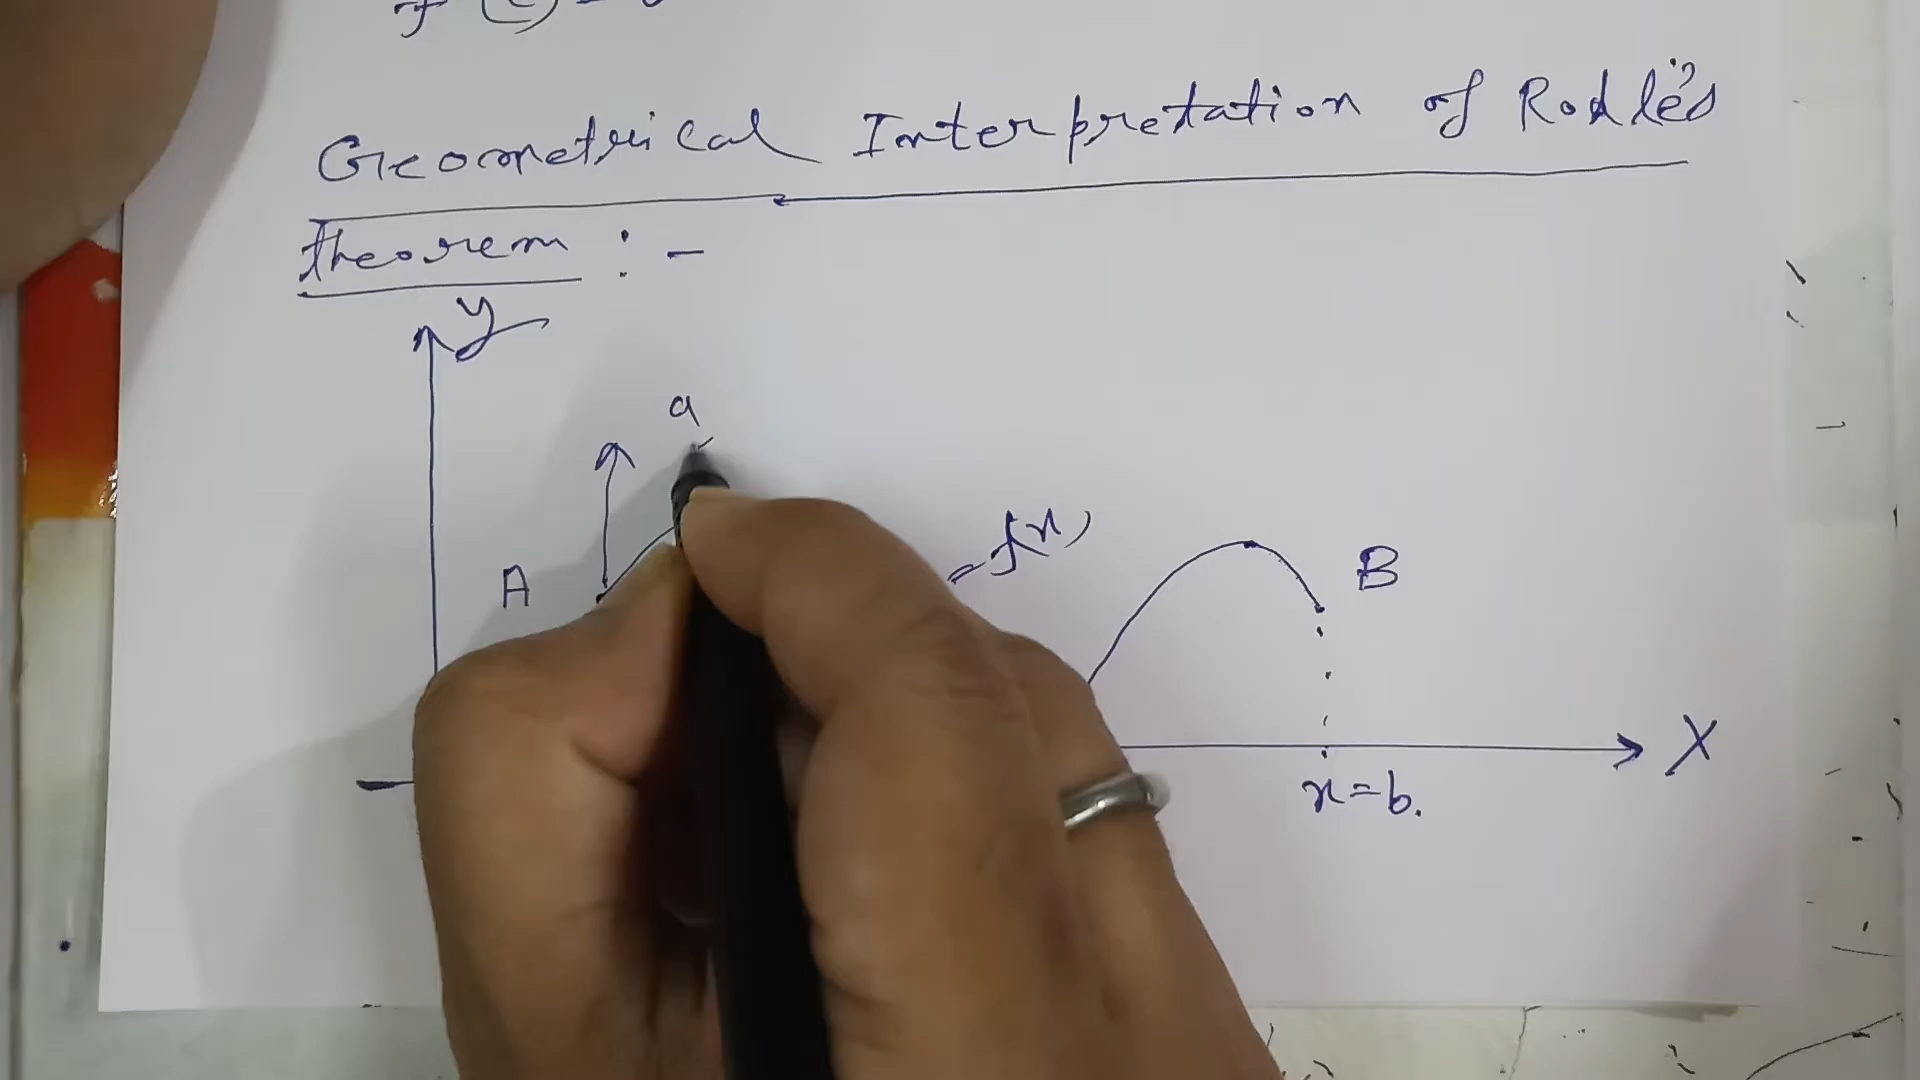 Geometrical Interpretation of Rolle's
theorem : -
y
a
A
= f(x)
B
X
x = b.